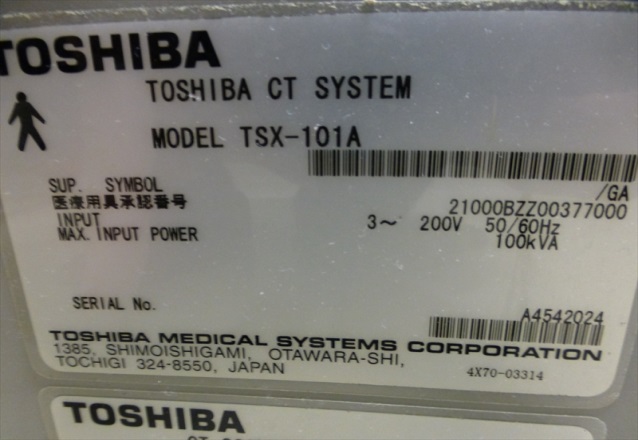 TOSHIBA
TOSHIBA CT SYSTEM
MODEL TSX-101A
SUP. SYMBOL /GA
医療用具承認番号 21000BZZ00377000
INPUT 3～ 200V 50/60Hz
MAX. INPUT POWER 100kVA
SERIAL No. A4542024
TOSHIBA MEDICAL SYSTEMS CORPORATION
1385, SHIMOISHIGAMI, OTAWARA-SHI,
TOCHIGI 324-8550, JAPAN 4X70-03314
TOSHIBA